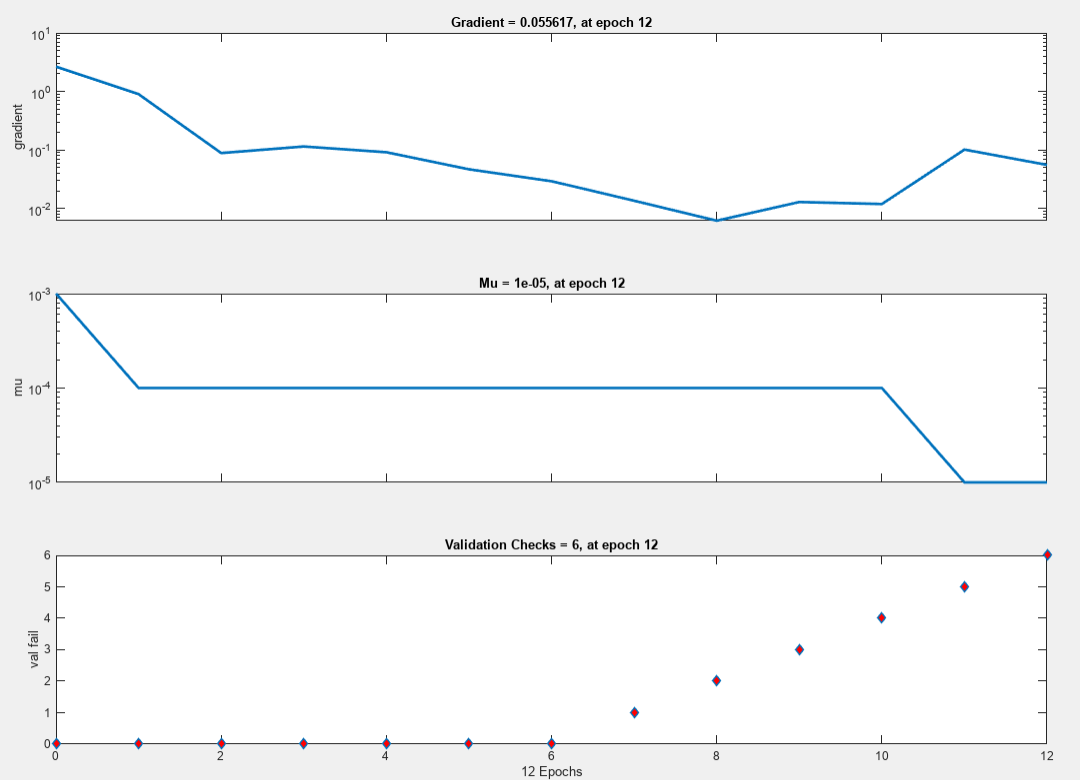 Gradient = 0.055617, at epoch 12
10^1
10^0
10^-1
10^-2
gradient
Mu = 1e-05, at epoch 12
10^-3
10^-4
10^-5
mu
Validation Checks = 6, at epoch 12
6
5
4
3
2
1
0
val fail
0 2 4 6 8 10 12
12 Epochs